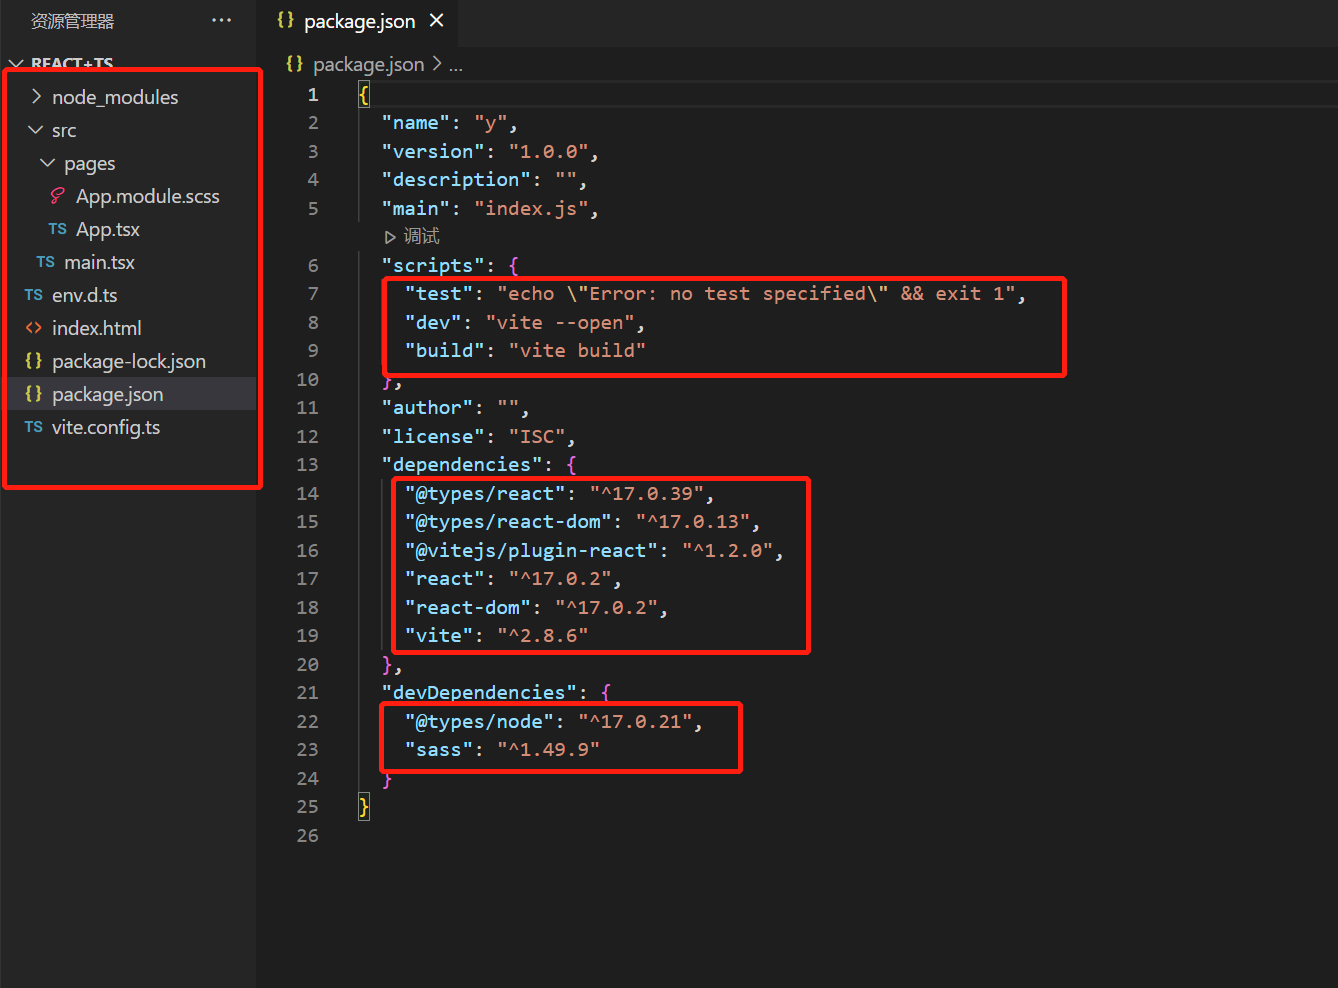 资源管理器 ...
REACT+TS
node_modules
src
pages
App.module.scss
TS App.tsx
TS main.tsx
TS env.d.ts
<> index.html
{} package-lock.json
{} package.json
TS vite.config.ts
{} package.json ×
{} package.json > ...
1 {
2 "name": "y",
3 "version": "1.0.0",
4 "description": "",
5 "main": "index.js",
▷ 调试
6 "scripts": {
7 "test": "echo \"Error: no test specified\" && exit 1",
8 "dev": "vite --open",
9 "build": "vite build"
10 },
11 "author": "",
12 "license": "ISC",
13 "dependencies": {
14 "@types/react": "^17.0.39",
15 "@types/react-dom": "^17.0.13",
16 "@vitejs/plugin-react": "^1.2.0",
17 "react": "^17.0.2",
18 "react-dom": "^17.0.2",
19 "vite": "^2.8.6"
20 },
21 "devDependencies": {
22 "@types/node": "^17.0.21",
23 "sass": "^1.49.9"
24 }
25 }
26